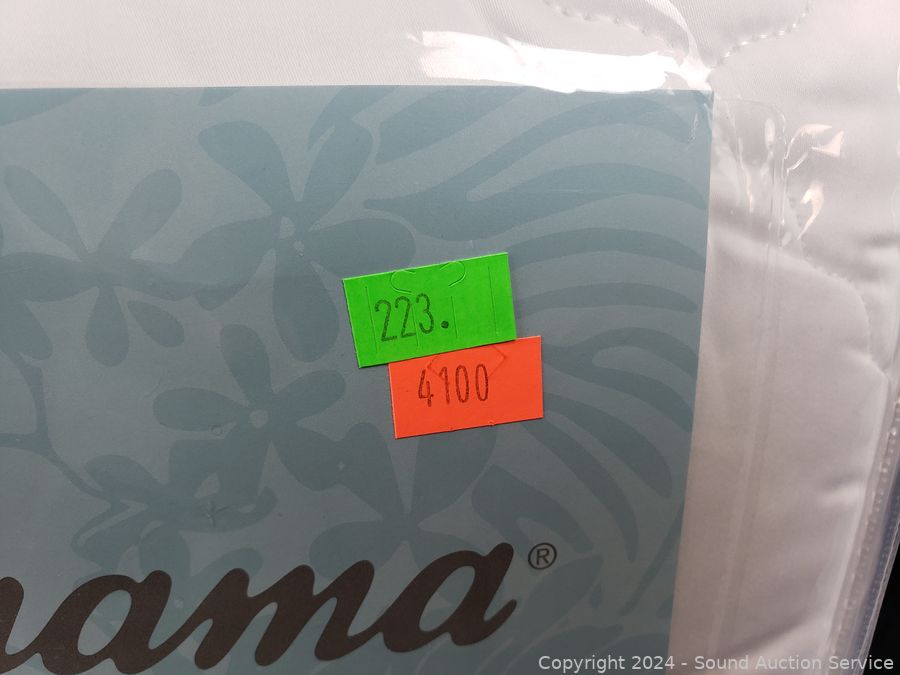 223.
4100
ama®
Copyright 2024 - Sound Auction Service